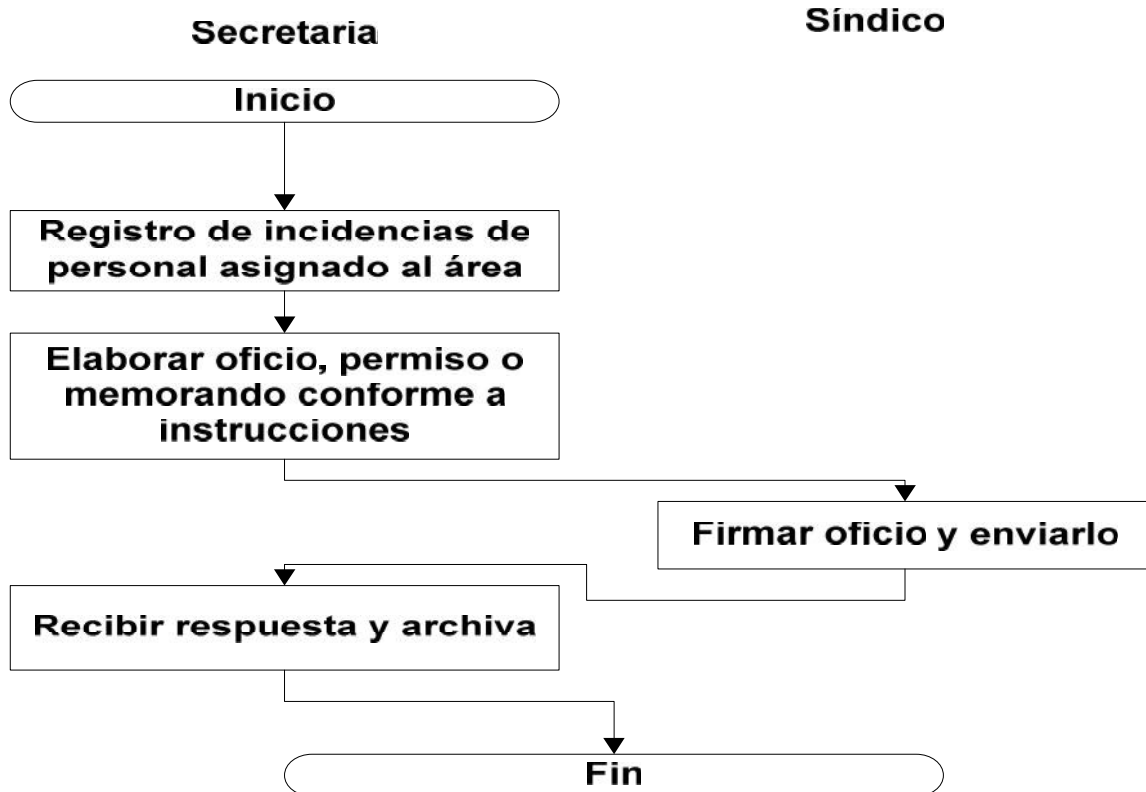 Secretaria
Síndico
Inicio
Registro de incidencias de
personal asignado al área
Elaborar oficio, permiso o
memorando conforme a
instrucciones
Firmar oficio y enviarlo
Recibir respuesta y archiva
Fin